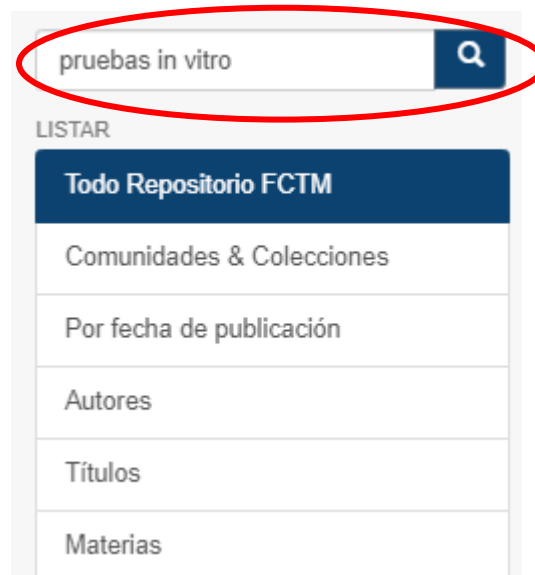 pruebas in vitro
LISTAR
Todo Repositorio FCTM
Comunidades & Colecciones
Por fecha de publicación
Autores
Títulos
Materias